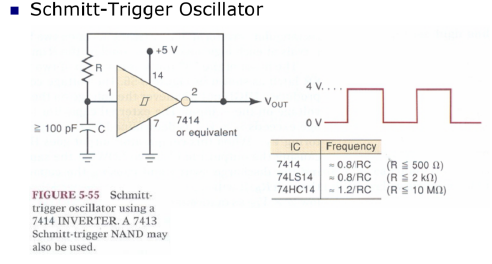 Schmitt-Trigger Oscillator
+5 V
R
14
1
2
VOUT
7
7414
or equivalent
≥ 100 pF
C
4 V....
0 V
IC Frequency
7414 ≈ 0.8/RC (R ≦ 500 Ω)
74LS14 ≈ 0.8/RC (R ≦ 2 kΩ)
74HC14 ≈ 1.2/RC (R ≦ 10 MΩ)
FIGURE 5-55 Schmitt-
trigger oscillator using a
7414 INVERTER. A 7413
Schmitt-trigger NAND may
also be used.